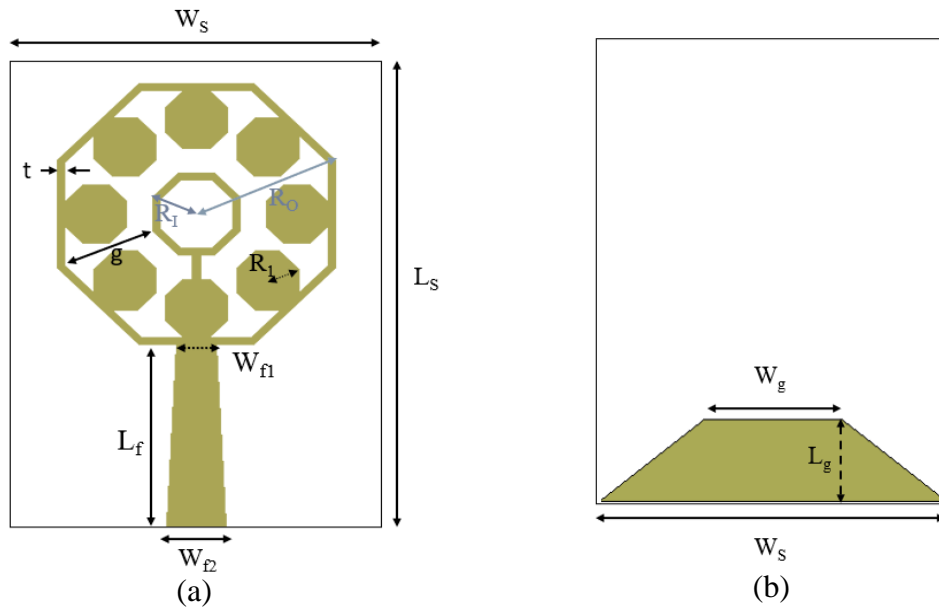 W_S
t
R_I
R_O
g
R_1
L_S
W_f1
L_f
W_f2
(a)
W_g
L_g
W_S
(b)